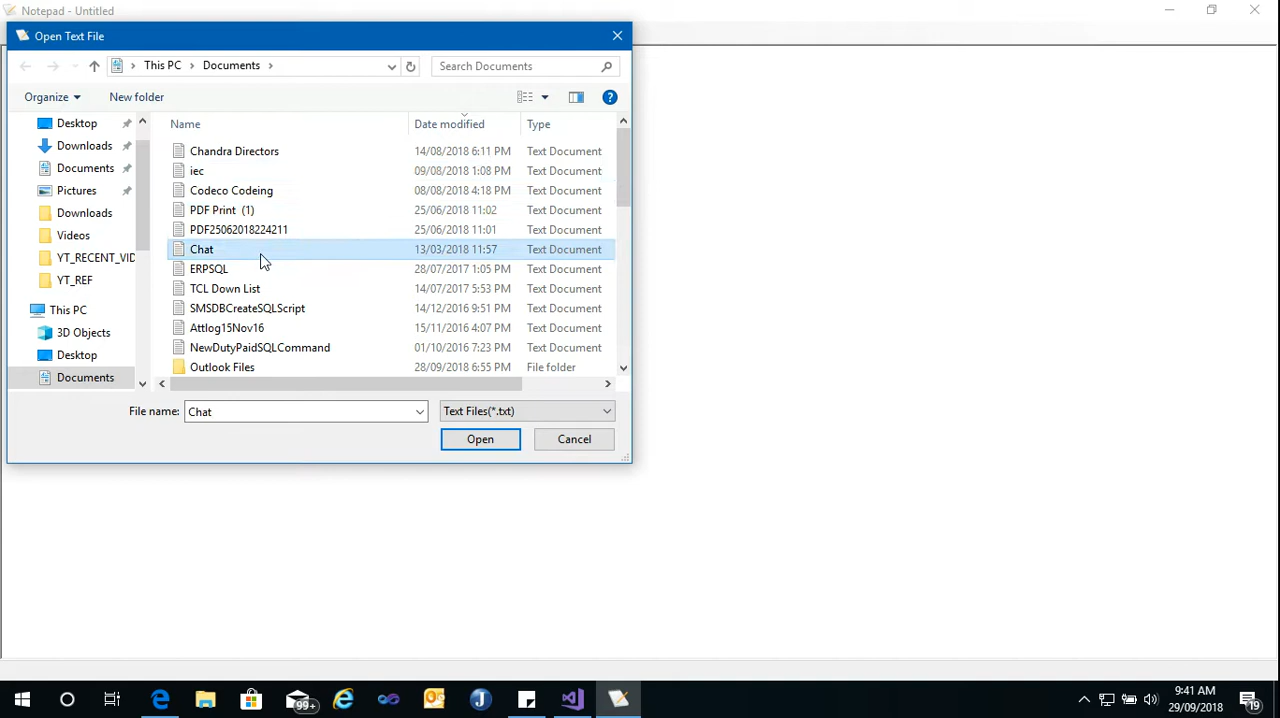 Notepad - Untitled
Open Text File
This PC
Documents
Search Documents
Organize
New folder
Name
Date modified
Type
Desktop
Downloads
Documents
Pictures
Downloads
Videos
YT_RECENT_VID
YT_REF
This PC
3D Objects
Desktop
Documents
Chandra Directors 14/08/2018 6:11 PM Text Document
iec 09/08/2018 1:08 PM Text Document
Codeco Codeing 08/08/2018 4:18 PM Text Document
PDF Print (1) 25/06/2018 11:02 Text Document
PDF25062018224211 25/06/2018 11:01 Text Document
Chat 13/03/2018 11:57 Text Document
ERPSQL 28/07/2017 1:05 PM Text Document
TCL Down List 14/07/2017 5:53 PM Text Document
SMSDBCreateSQLScript 14/12/2016 9:51 PM Text Document
Attlog15Nov16 15/11/2016 4:07 PM Text Document
NewDutyPaidSQLCommand 01/10/2016 7:23 PM Text Document
Outlook Files 28/09/2018 6:55 PM File folder
File name: Chat
Text Files(*.txt)
Open
Cancel
99+
9:41 AM
29/09/2018
19